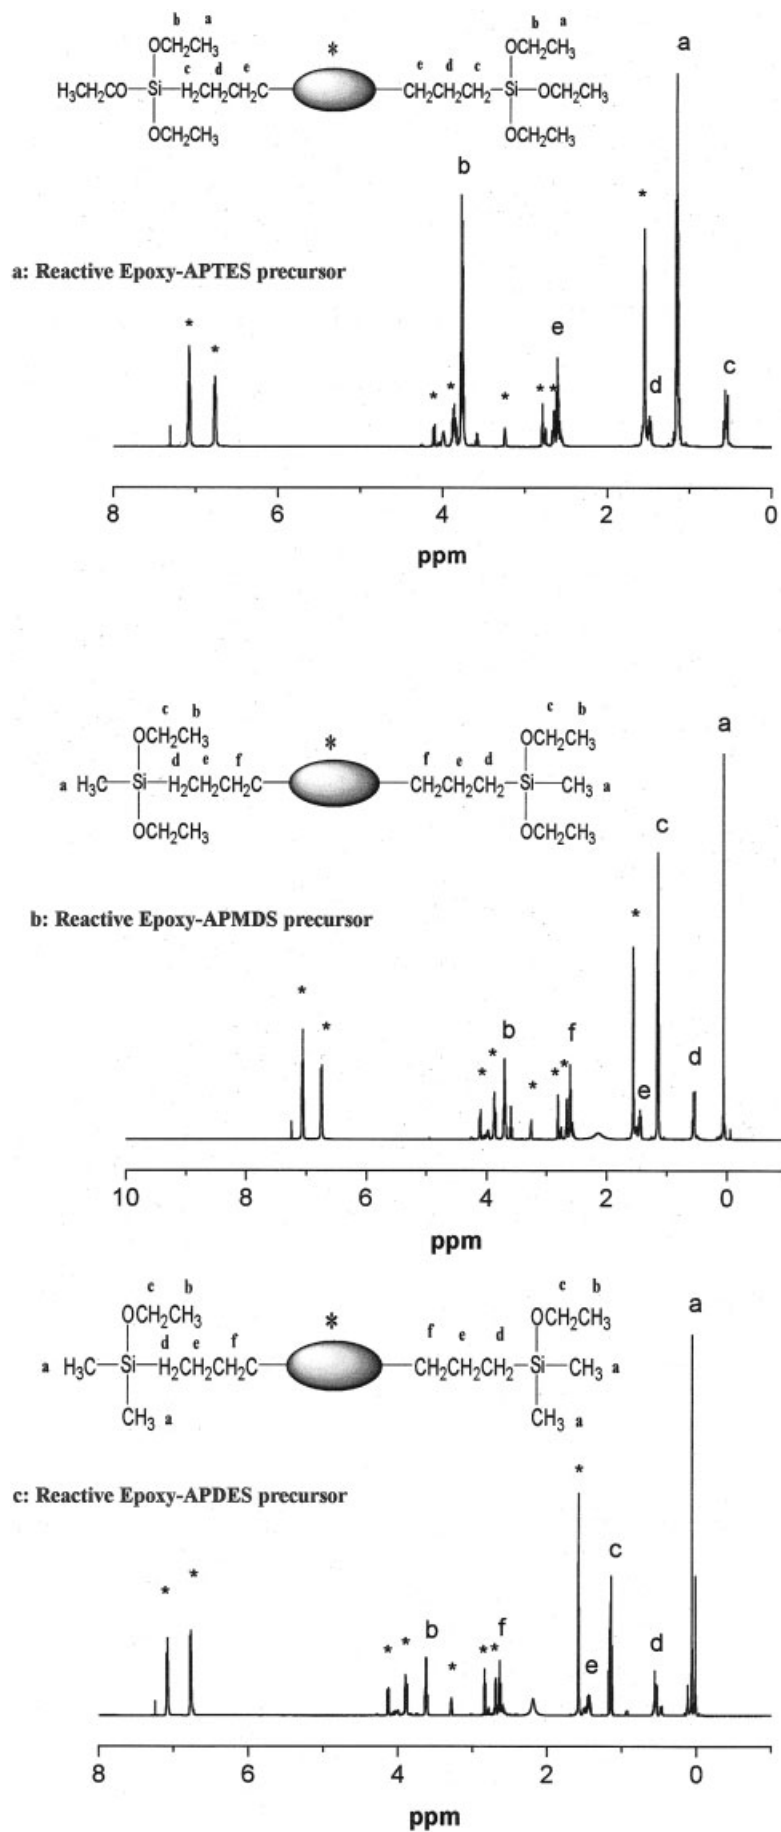 b a
OCH2CH3 * b a
OCH2CH3 a
c d e e d c
H3CH2CO—Si—H2CH2CH2C CH2CH2CH2—Si—OCH2CH3
OCH2CH3 OCH2CH3
b
*
a: Reactive Epoxy-APTES precursor
* * e
* * * * * d c
8 6 4 2 0
ppm
c b c b a
OCH2CH3 * OCH2CH3
d e f f e d
a H3C—Si—H2CH2CH2C CH2CH2CH2—Si—CH3 a
OCH2CH3 OCH2CH3
c
b: Reactive Epoxy-APMDS precursor *
* * b f
* * * * * e d
10 8 6 4 2 0
ppm
c b c b a
OCH2CH3 * OCH2CH3
d e f f e d
a H3C—Si—H2CH2CH2C CH2CH2CH2—Si—CH3 a
CH3 a CH3 a
*
c: Reactive Epoxy-APDES precursor
c
* * b f
* * * * * e d
8 6 4 2 0
ppm